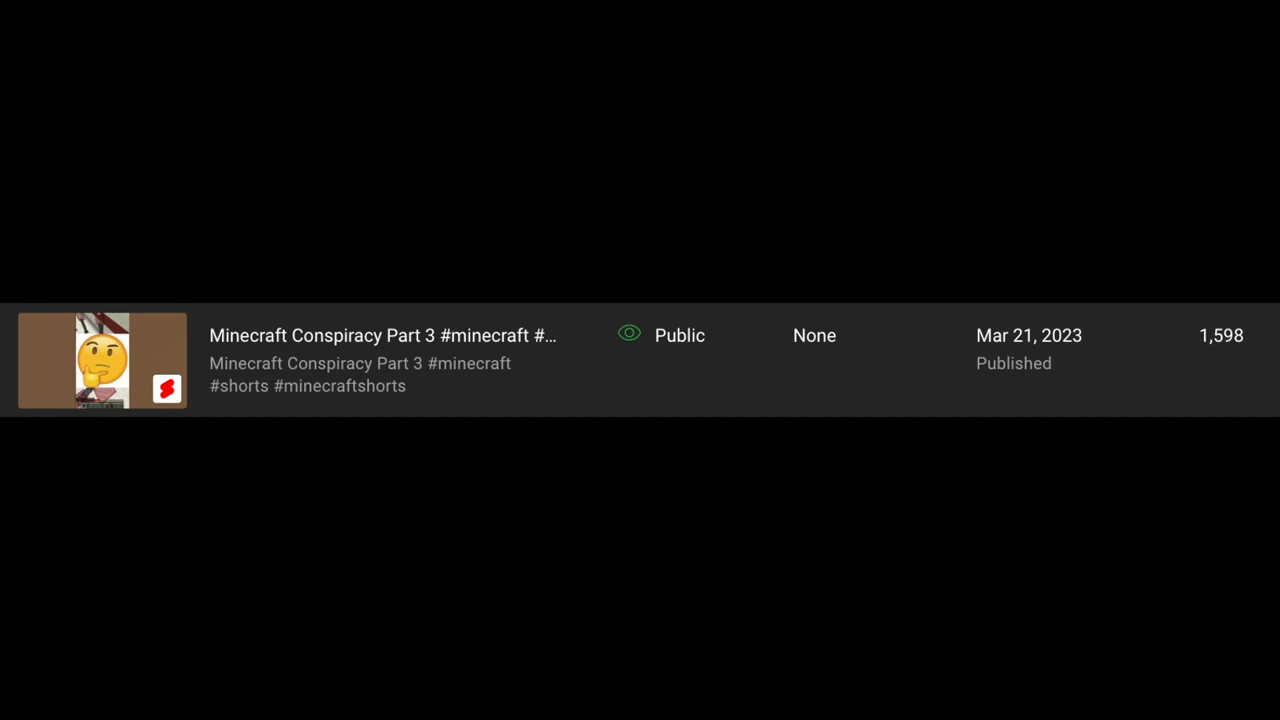 Minecraft Conspiracy Part 3 #minecraft #... Public None Mar 21, 2023 1,598
Minecraft Conspiracy Part 3 #minecraft Published
#shorts #minecraftshorts